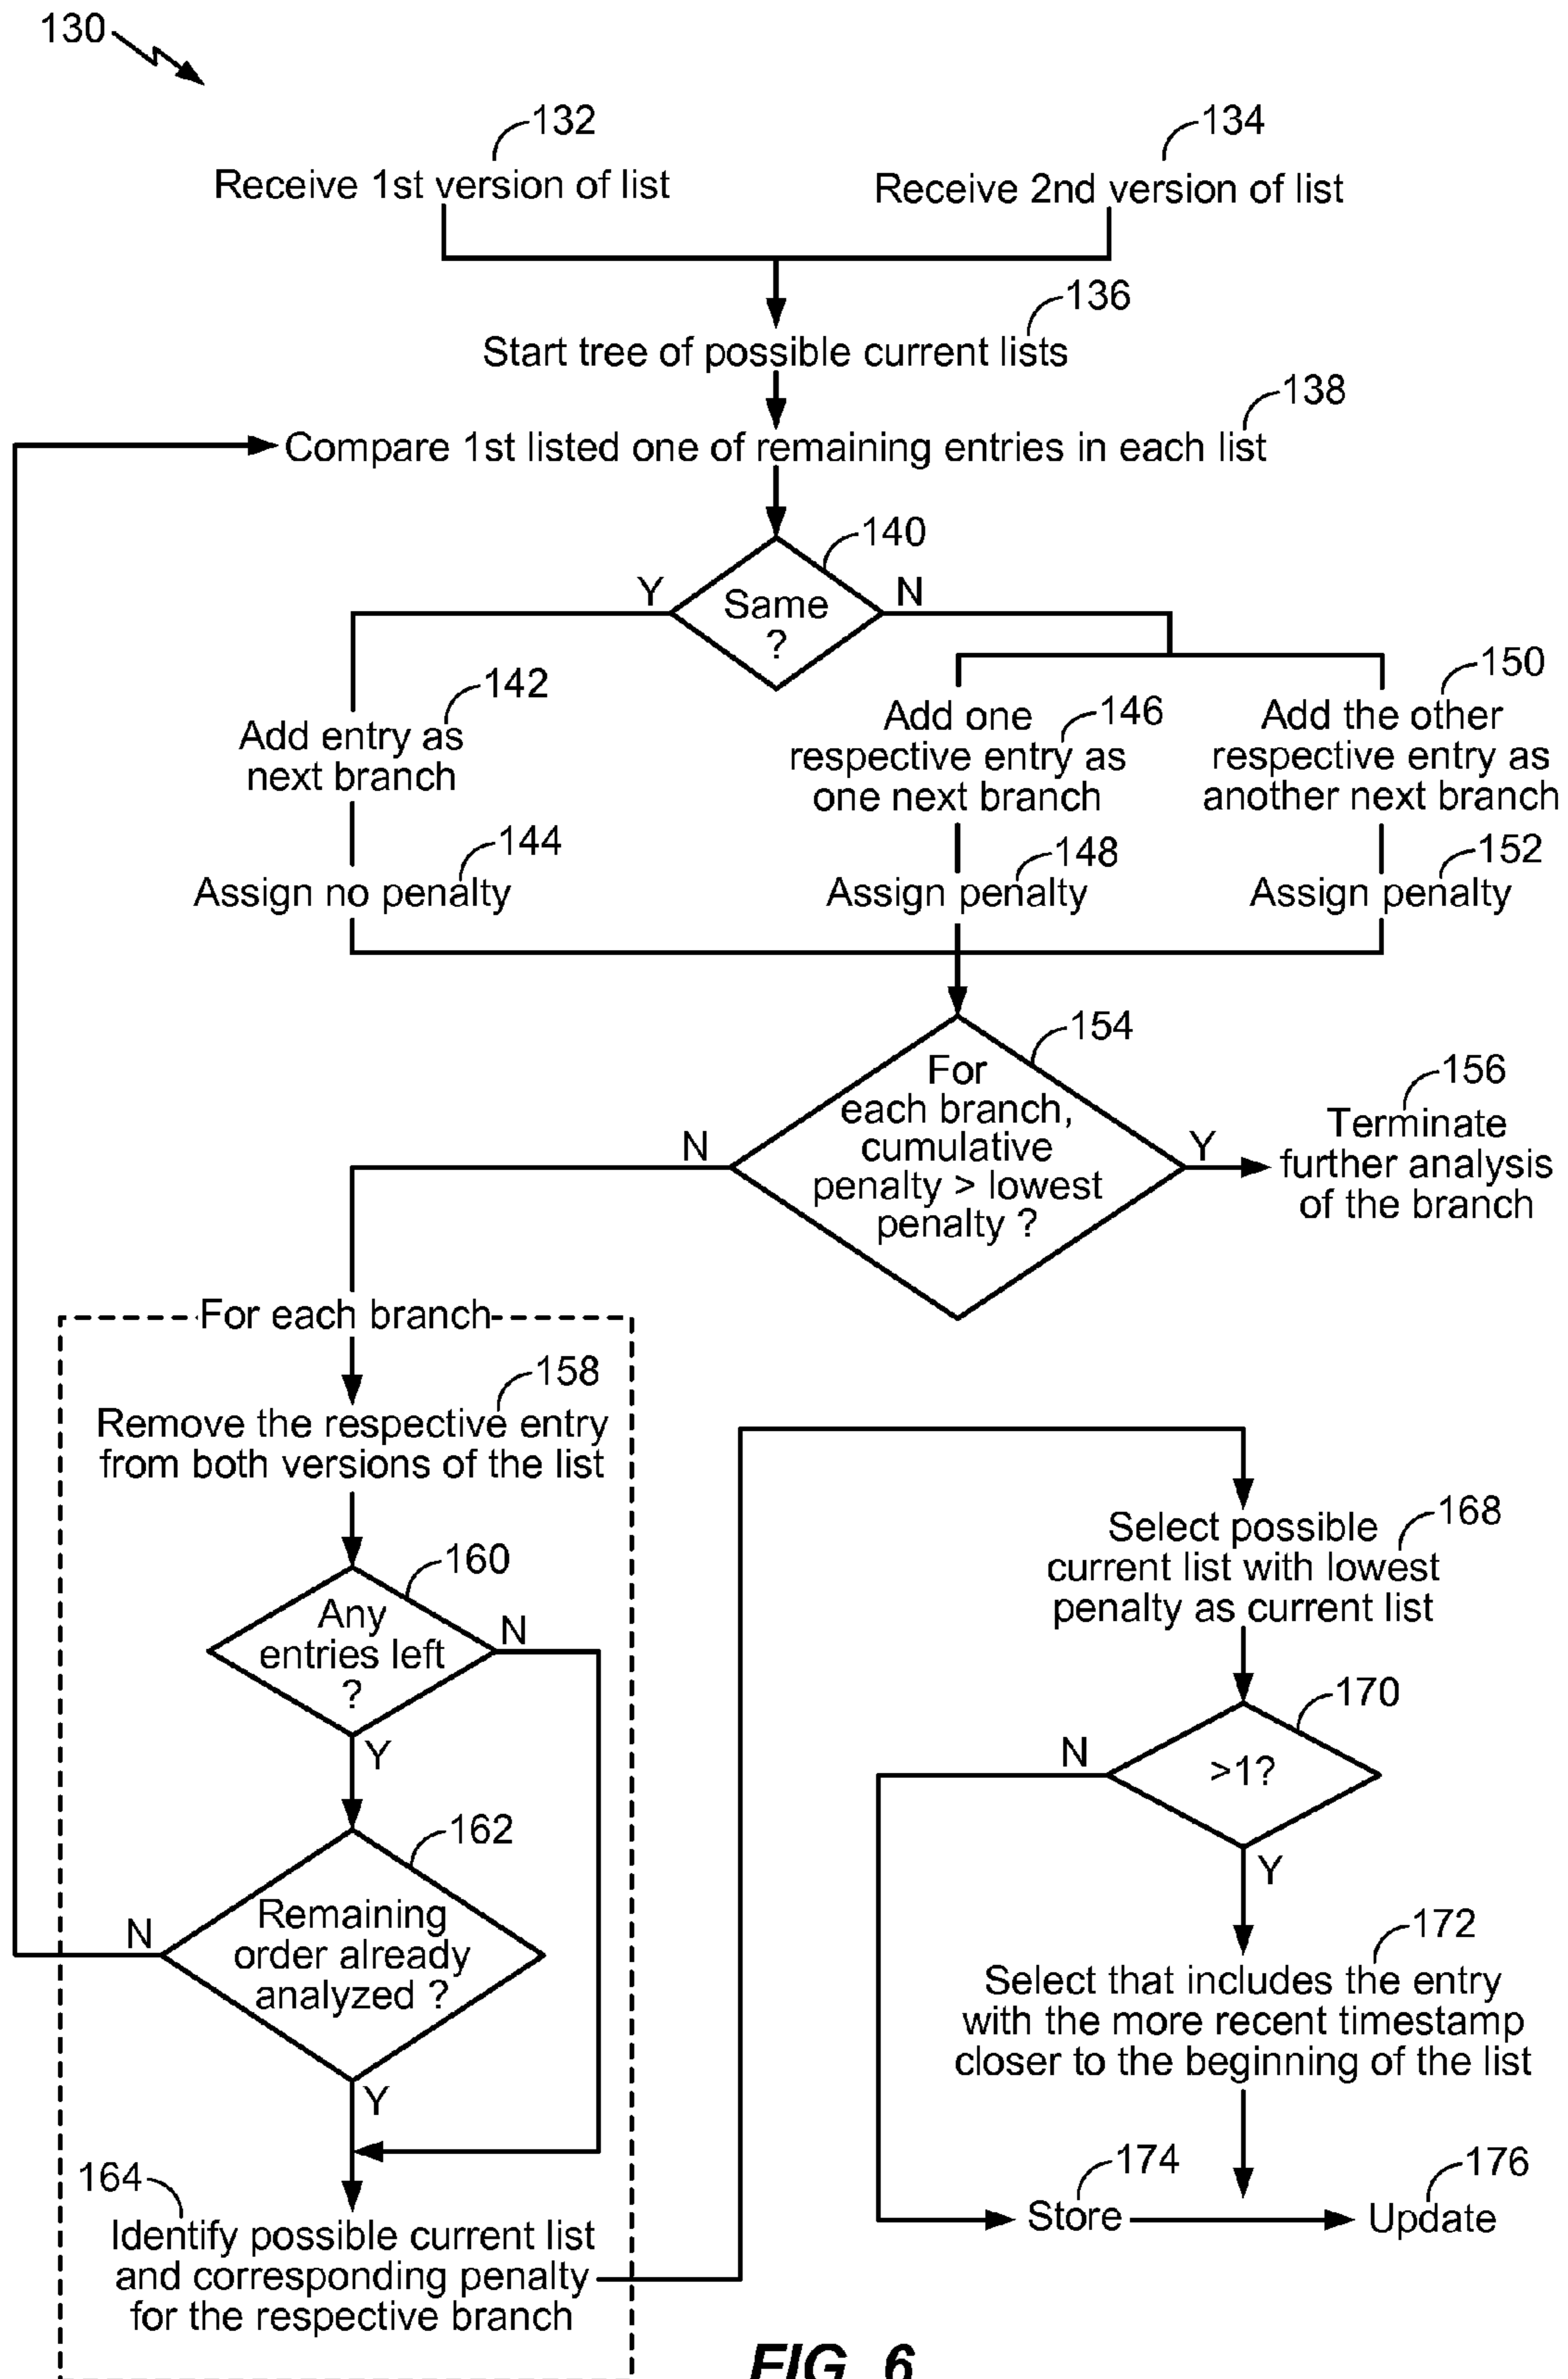 130
132
134
Receive 1st version of list
Receive 2nd version of list
136
Start tree of possible current lists
138
Compare 1st listed one of remaining entries in each list
140
Y
Same
?
N
142
Add entry as
next branch
146
Add one
respective entry as
one next branch
150
Add the other
respective entry as
another next branch
144
Assign no penalty
148
Assign penalty
152
Assign penalty
154
For
each branch,
cumulative
penalty > lowest
penalty ?
N
Y
156
Terminate
further analysis
of the branch
For each branch
158
Remove the respective entry
from both versions of the list
160
Any
entries left
?
N
Y
162
Remaining
order already
analyzed ?
N
Y
164
Identify possible current list
and corresponding penalty
for the respective branch
168
Select possible
current list with lowest
penalty as current list
170
>1?
N
Y
172
Select that includes the entry
with the more recent timestamp
closer to the beginning of the list
174
Store
176
Update
FIG. 6